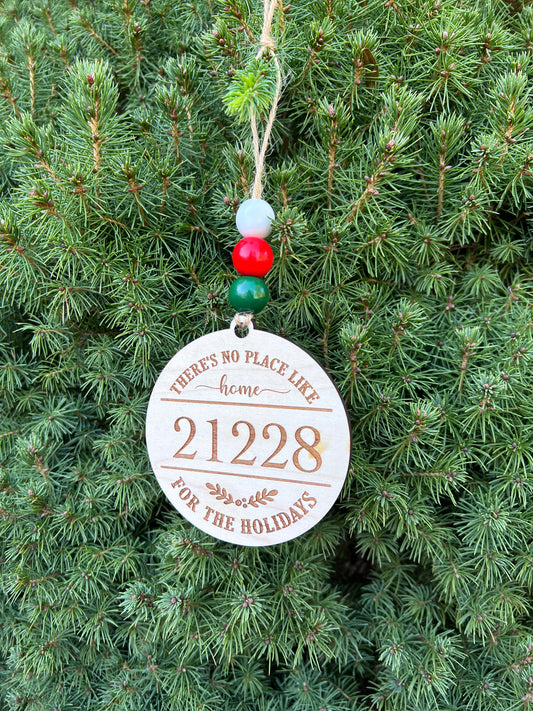 THERE'S NO PLACE LIKE
home
21228
FOR THE HOLIDAYS